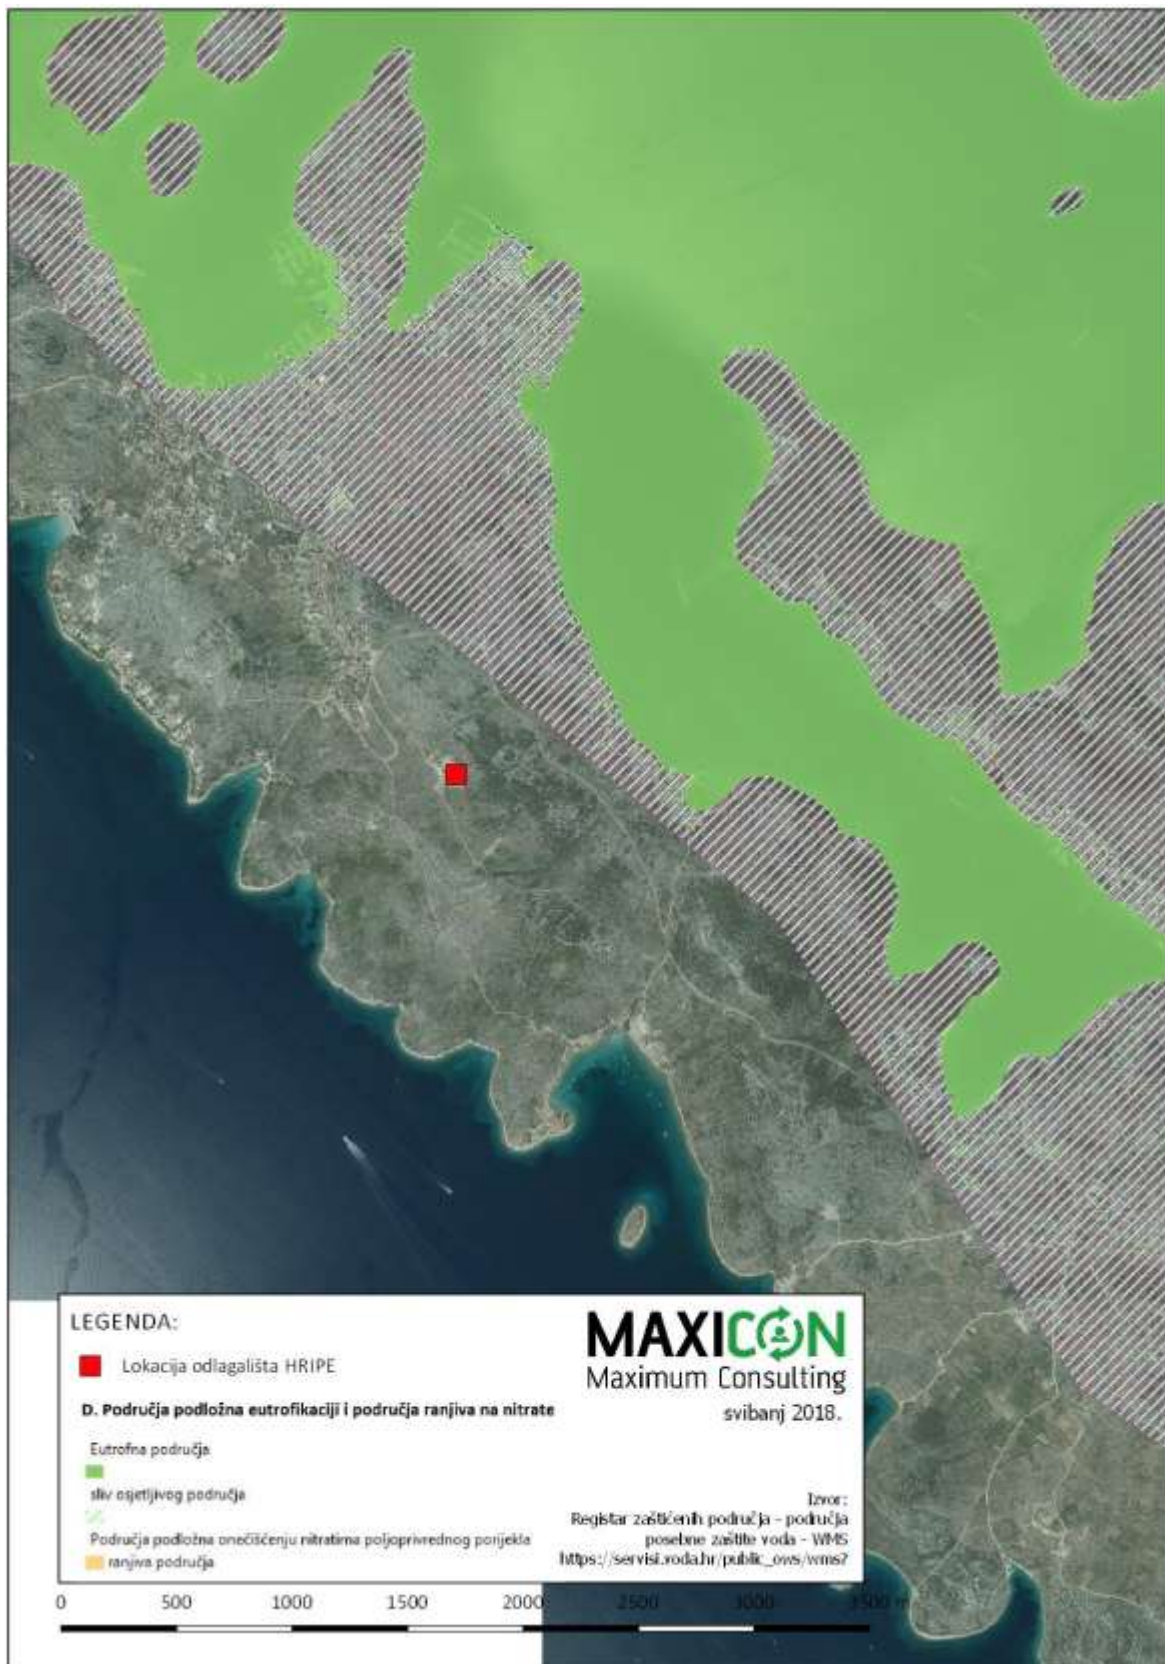 LEGENDA:
Lokacija odlagališta HRIPE
D. Područja podložna eutrofikaciji i područja ranjiva na nitrate
Eutrofna područja
sliv osjetljivog područja
Područja podložna onečišćenju nitratima poljoprivrednog porijekla
ranjiva područja
MAXICON
Maximum Consulting
svibanj 2018.
Izvor:
Registar zaštićenih područja - područja
posebne zaštite voda - WMS
https://servisi.voda.hr/public_ows/wms?
0 500 1000 1500 2000 2500 3000 3500 m